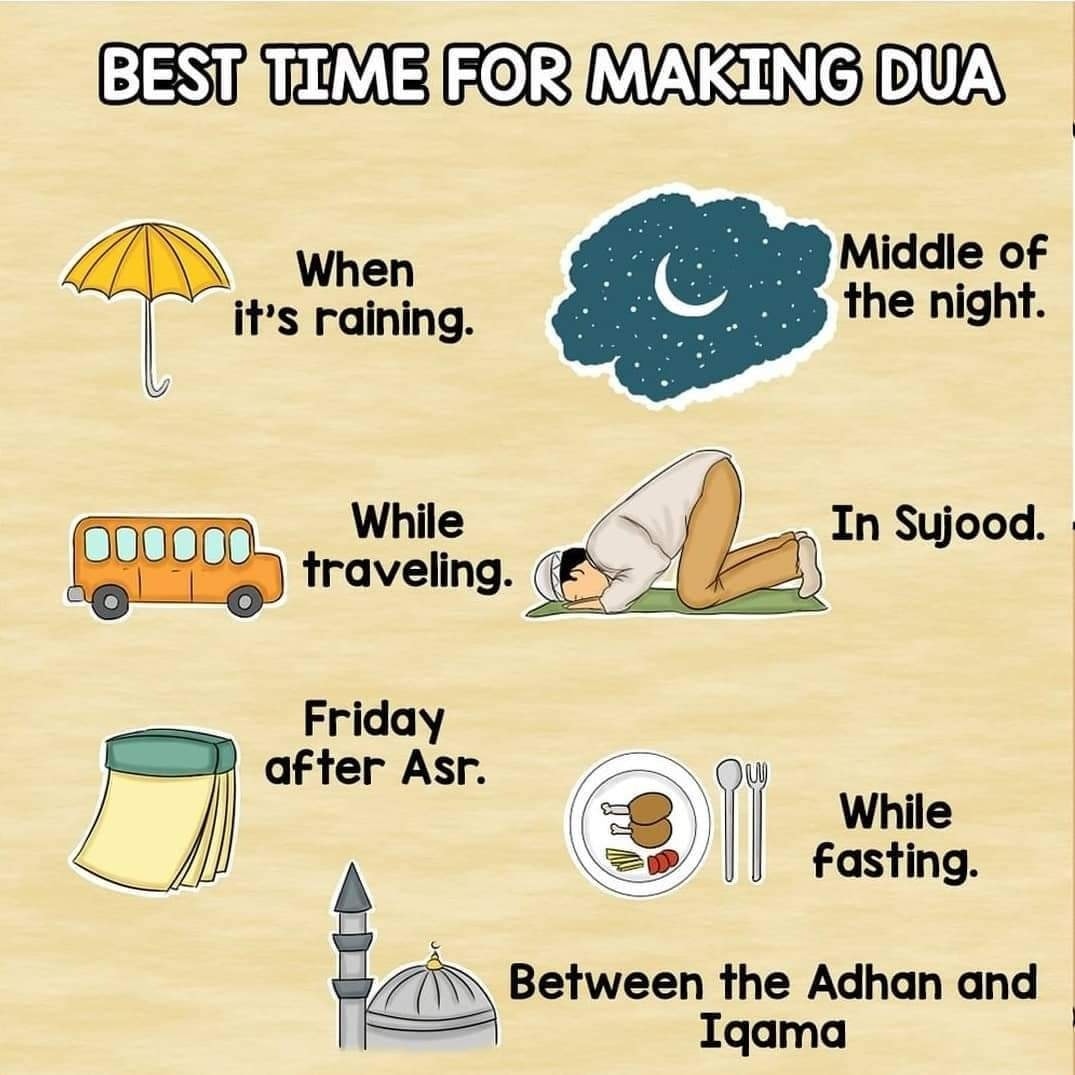 BEST TIME FOR MAKING DUA
When
it's raining.
Middle of
the night.
While
traveling.
In Sujood.
Friday
after Asr.
While
fasting.
Between the Adhan and
Iqama